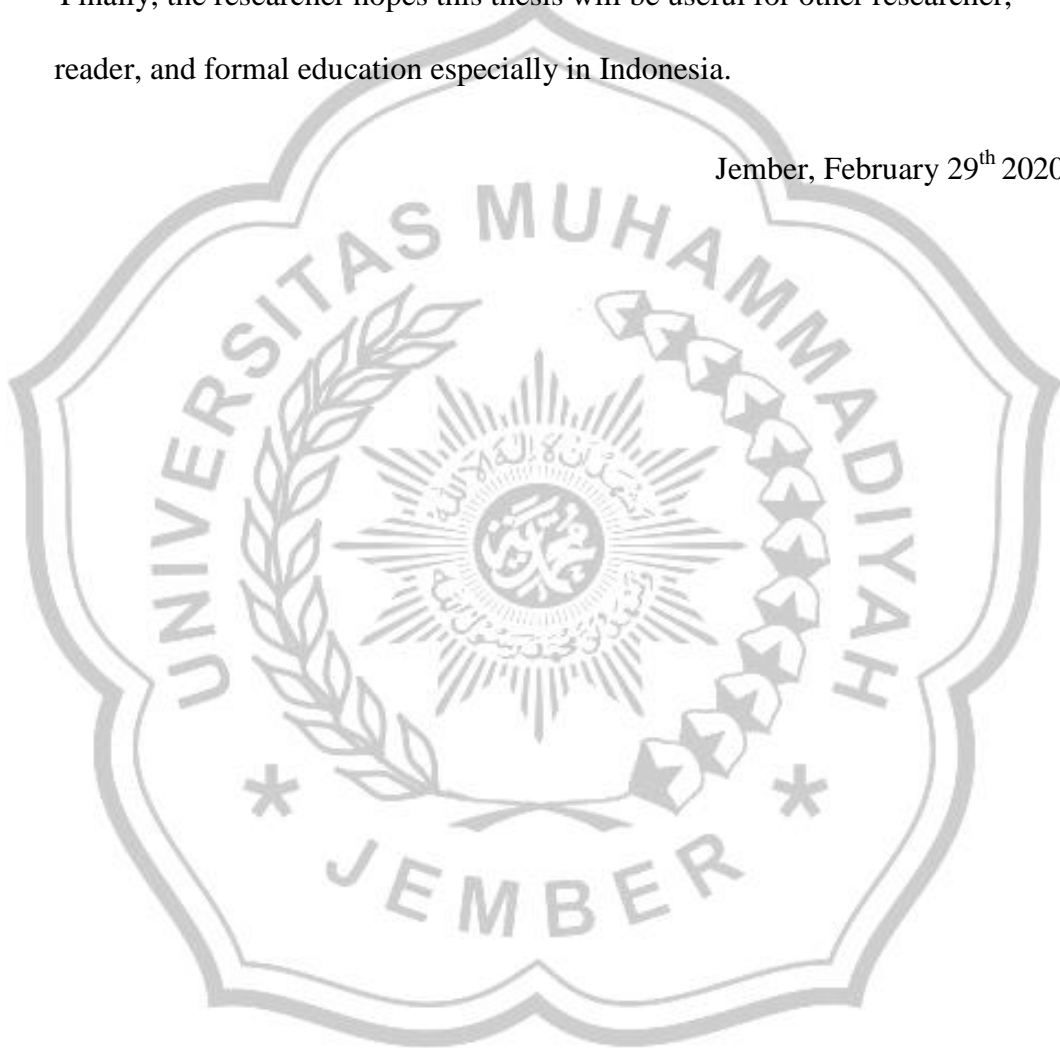 Finally, the researcher hopes this thesis will be useful for other researcher,
reader, and formal education especially in Indonesia.
Jember, February 29th 2020
UNIVERSITAS MUHAMMADIYAH
JEMBER